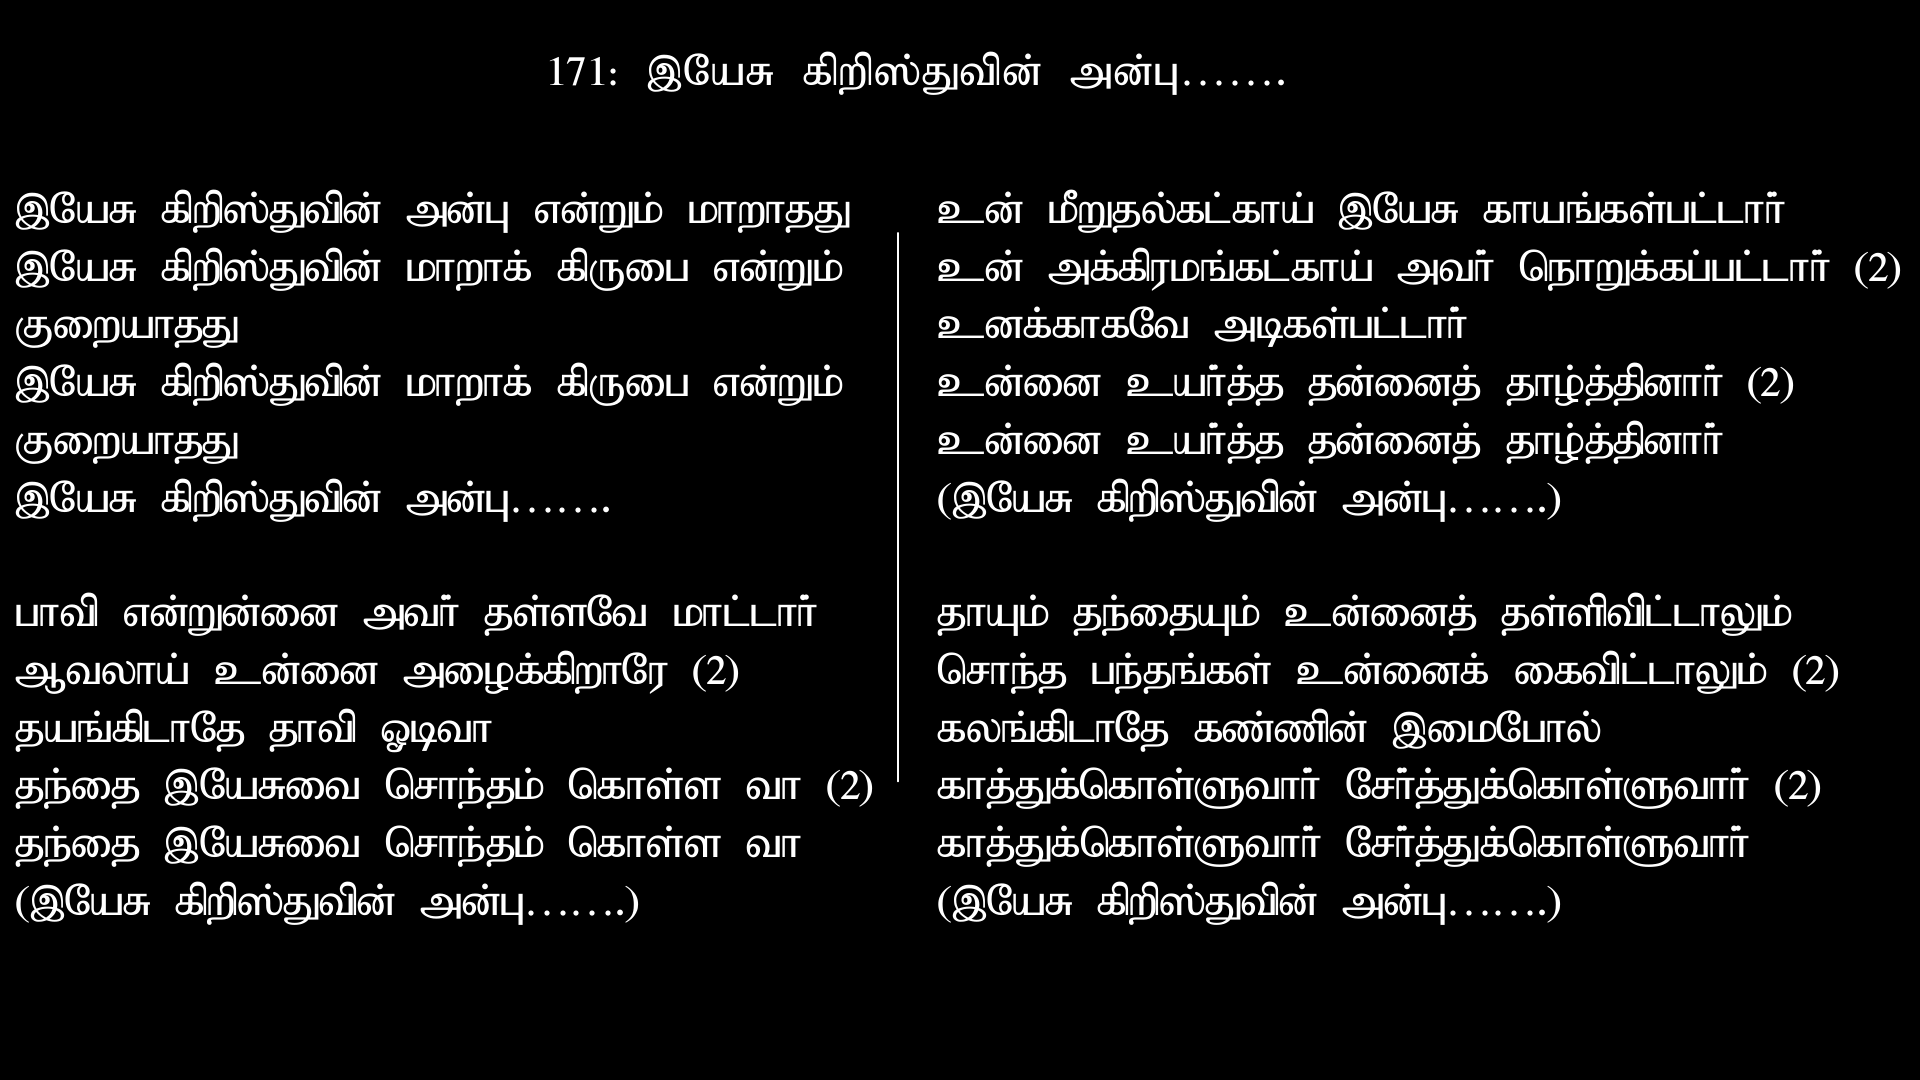 171: இயேசு கிறிஸ்துவின் அன்பு.......
இயேசு கிறிஸ்துவின் அன்பு என்றும் மாறாதது
இயேசு கிறிஸ்துவின் மாறாக் கிருபை என்றும்
குறையாதது
இயேசு கிறிஸ்துவின் மாறாக் கிருபை என்றும்
குறையாதது
இயேசு கிறிஸ்துவின் அன்பு…….
பாவி என்றுன்னை அவர் தள்ளவே மாட்டார்
ஆவலாய் உன்னை அழைக்கிறாரே (2)
தயங்கிடாதே தாவி ஓடிவா
தந்தை இயேசுவை சொந்தம் கொள்ள வா (2)
தந்தை இயேசுவை சொந்தம் கொள்ள வா
(இயேசு கிறிஸ்துவின் அன்பு…….)
உன் மீறுதல்கட்காய் இயேசு காயங்கள்பட்டார்
உன் அக்கிரமங்கட்காய் அவர் நொறுக்கப்பட்டார் (2)
உனக்காகவே அடிகள்பட்டார்
உன்னை உயர்த்த தன்னைத் தாழ்த்தினார் (2)
உன்னை உயர்த்த தன்னைத் தாழ்த்தினார்
(இயேசு கிறிஸ்துவின் அன்பு…….)
தாயும் தந்தையும் உன்னைத் தள்ளிவிட்டாலும்
சொந்த பந்தங்கள் உன்னைக் கைவிட்டாலும் (2)
கலங்கிடாதே கண்ணின் இமைபோல்
காத்துக்கொள்ளுவார் சேர்த்துக்கொள்ளுவார் (2)
காத்துக்கொள்ளுவார் சேர்த்துக்கொள்ளுவார்
(இயேசு கிறிஸ்துவின் அன்பு…….)